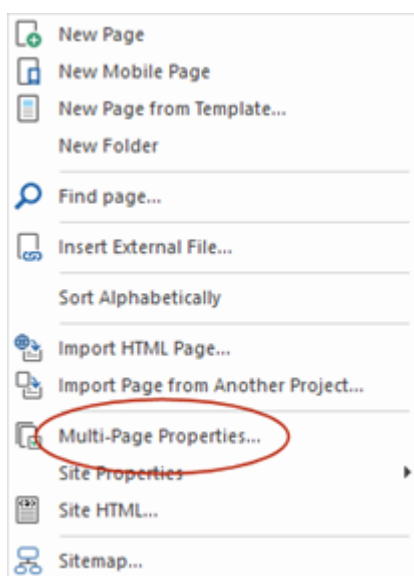 New Page
New Mobile Page
New Page from Template...
New Folder
Find page...
Insert External File...
Sort Alphabetically
Import HTML Page...
Import Page from Another Project...
Multi-Page Properties...
Site Properties
Site HTML...
Sitemap...